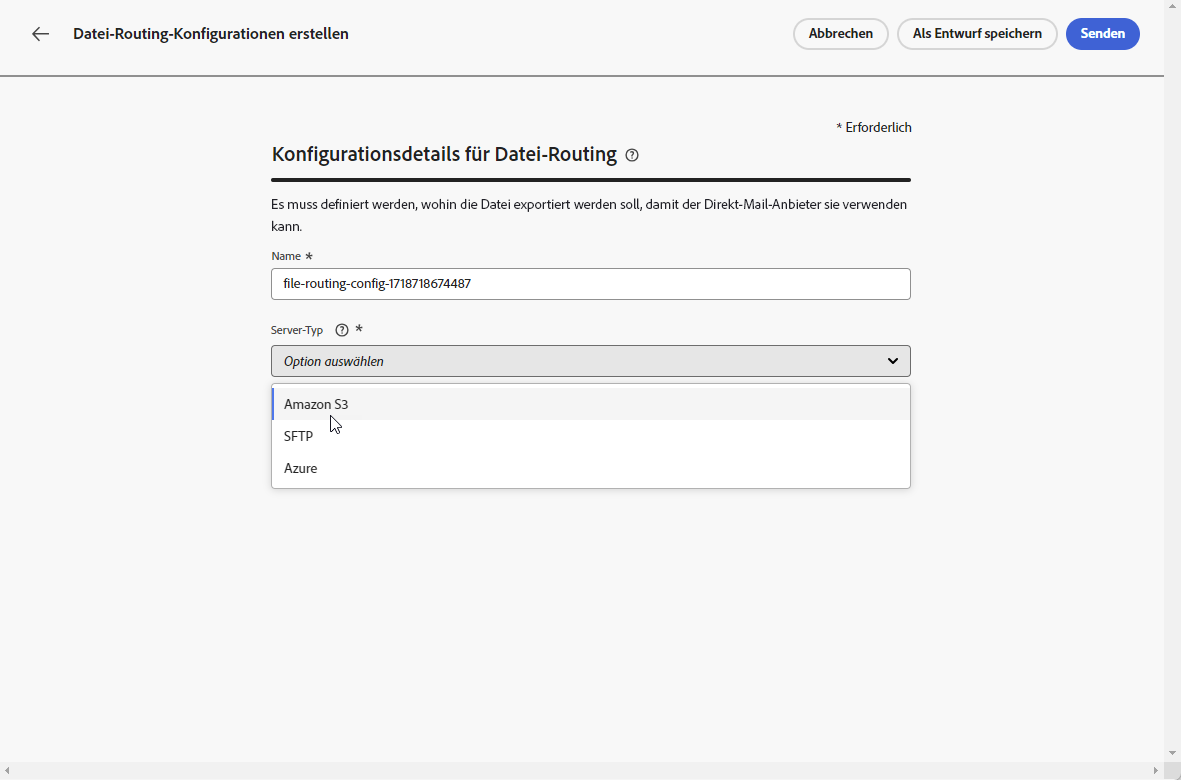 Datei-Routing-Konfigurationen erstellen
Abbrechen
Als Entwurf speichern
Senden
* Erforderlich
Konfigurationsdetails für Datei-Routing
Es muss definiert werden, wohin die Datei exportiert werden soll, damit der Direkt-Mail-Anbieter sie verwenden
kann.
Name *
file-routing-config-1718718674487
Server-Typ *
Option auswählen
Amazon S3
SFTP
Azure